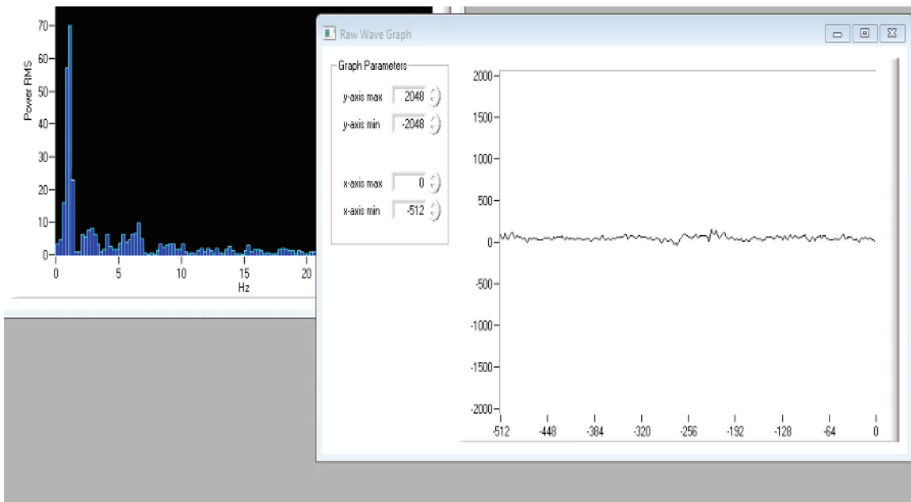 Power RMS
70
60
50
40
30
20
10
0
0 5 10 15 20
Hz
Raw Wave Graph
Graph Parameters
y-axis max 2048
y-axis min -2048
x-axis max 0
x-axis min -512
2000
1500
1000
500
0
-500
-1000
-1500
-2000
-512 -448 -384 -320 -256 -192 -128 -64 0